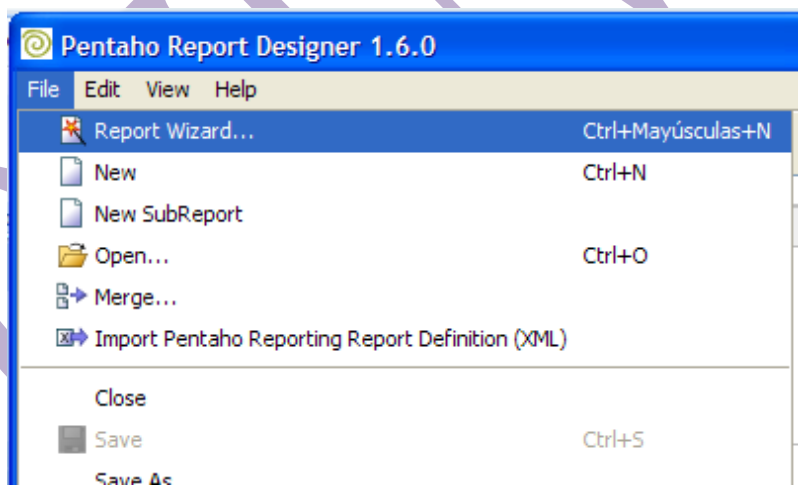 Pentaho Report Designer 1.6.0
File Edit View Help
Report Wizard... Ctrl+Mayúsculas+N
New Ctrl+N
New SubReport
Open... Ctrl+O
Merge...
Import Pentaho Reporting Report Definition (XML)
Close
Save Ctrl+S
Save As